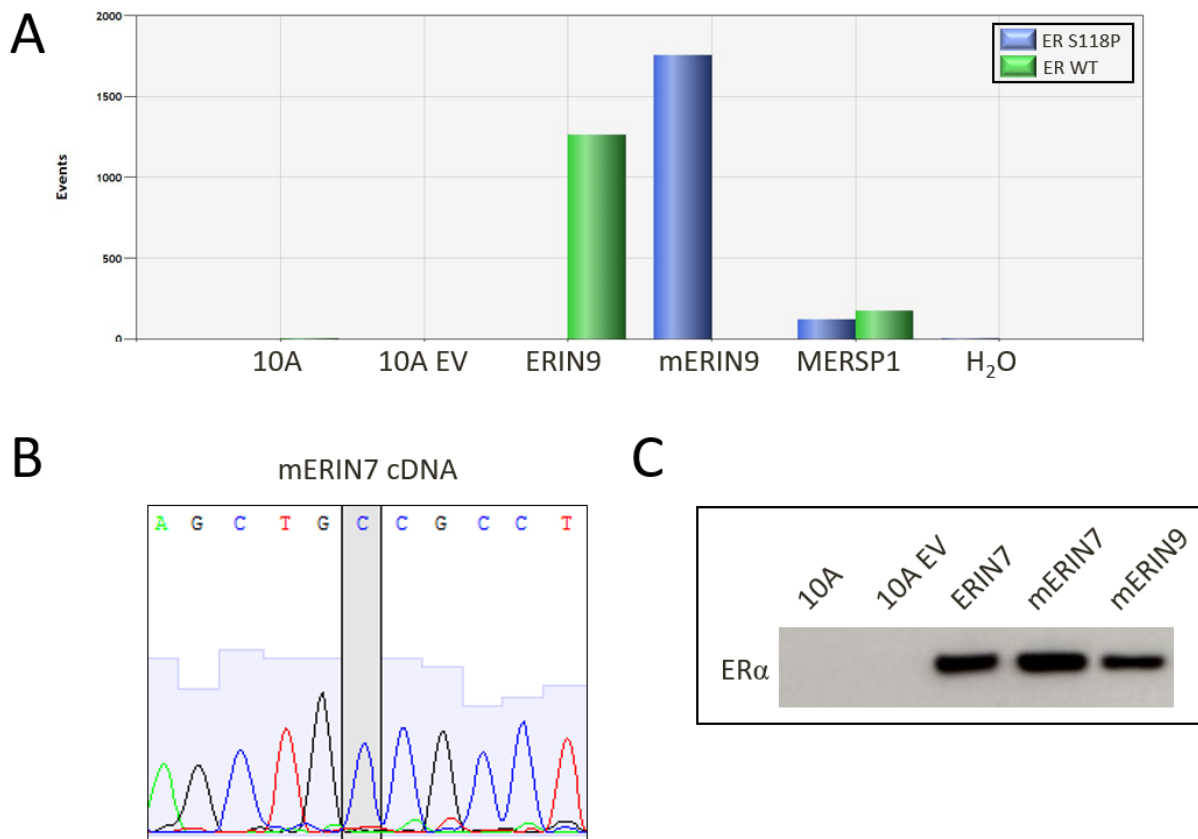 A
2000
1500
1000
500
0
Events
ER S118P
ER WT
10A 10A EV ERIN9 mERIN9 MERSP1 H₂O
B
mERIN7 cDNA
A G C T G C C G C C T
C
10A 10A EV ERIN7 mERIN7 mERIN9
ERα